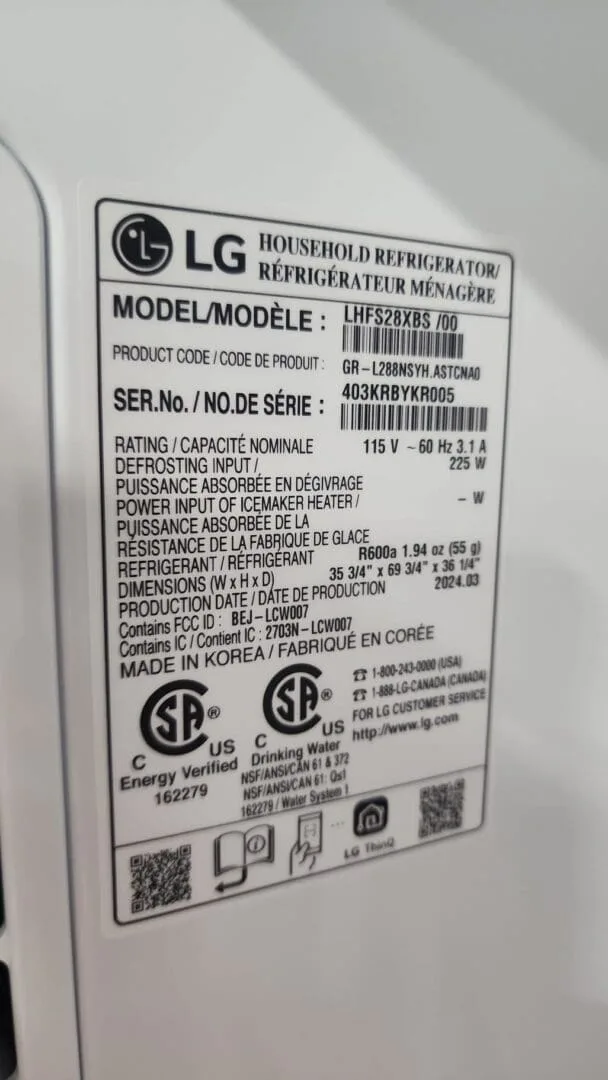 LG HOUSEHOLD REFRIGERATOR/
RÉFRIGÉRATEUR MÉNAGÈRE
MODEL/MODÈLE : LHFS28XBS /00
PRODUCT CODE / CODE DE PRODUIT : GR-L288NSYH.ASTCNA0
SER.No. / NO.DE SÉRIE : 403KRBYKR005
RATING / CAPACITÉ NOMINALE 115 V ~60 Hz 3.1 A
DEFROSTING INPUT / 225 W
PUISSANCE ABSORBÉE EN DÉGIVRAGE
POWER INPUT OF ICEMAKER HEATER / - W
PUISSANCE ABSORBÉE DE LA
RÉSISTANCE DE LA FABRIQUE DE GLACE
REFRIGERANT / RÉFRIGÉRANT R600a 1.94 oz (55 g)
DIMENSIONS (W x H x D) 35 3/4" x 69 3/4" x 36 1/4"
PRODUCTION DATE / DATE DE PRODUCTION 2024.03
Contains FCC ID : BEJ-LCW007
Contains IC / Contient IC : 2703N-LCW007
MADE IN KOREA / FABRIQUÉ EN CORÉE
1-800-243-0000 (USA)
1-888-LG-CANADA (CANADA)
FOR LG CUSTOMER SERVICE
http://www.lg.com
SA ®
C US
Energy Verified
162279
SA ®
C US
Drinking Water
NSF/ANSI/CAN 61 & 372
NSF/ANSI/CAN 61: Q≤1
162279 / Water System 1
LG ThinQ